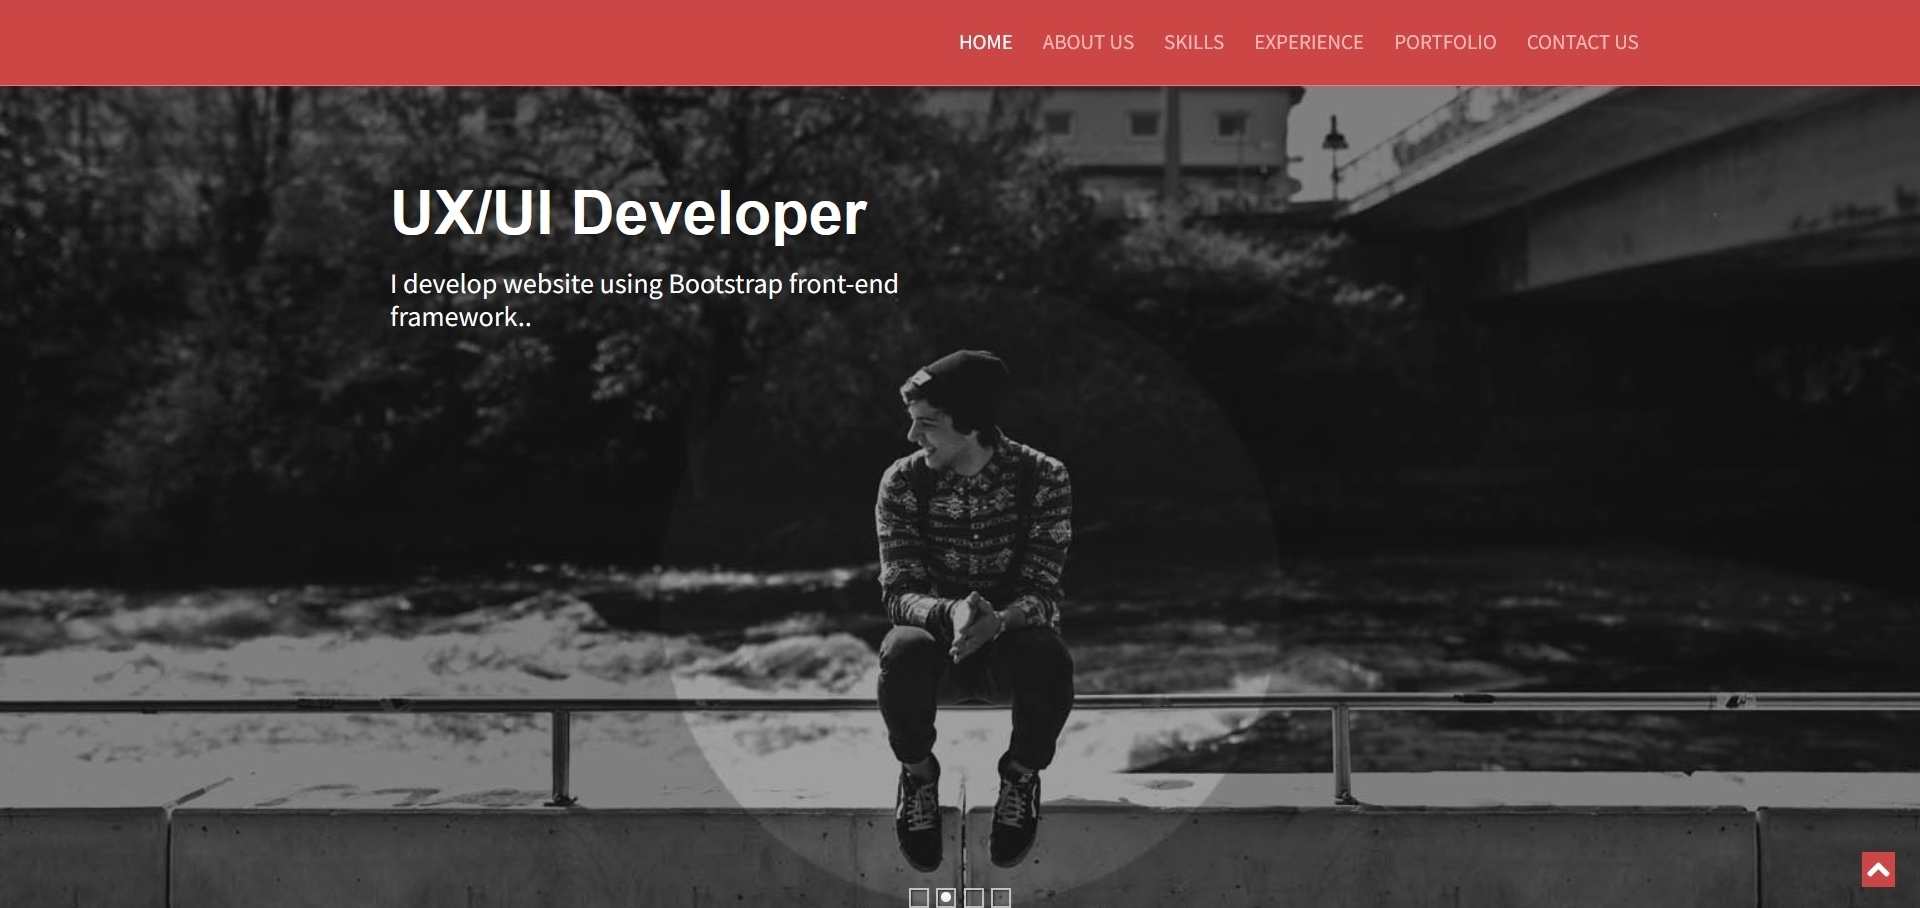 HOME ABOUT US SKILLS EXPERIENCE PORTFOLIO CONTACT US
UX/UI Developer
I develop website using Bootstrap front-end
framework..